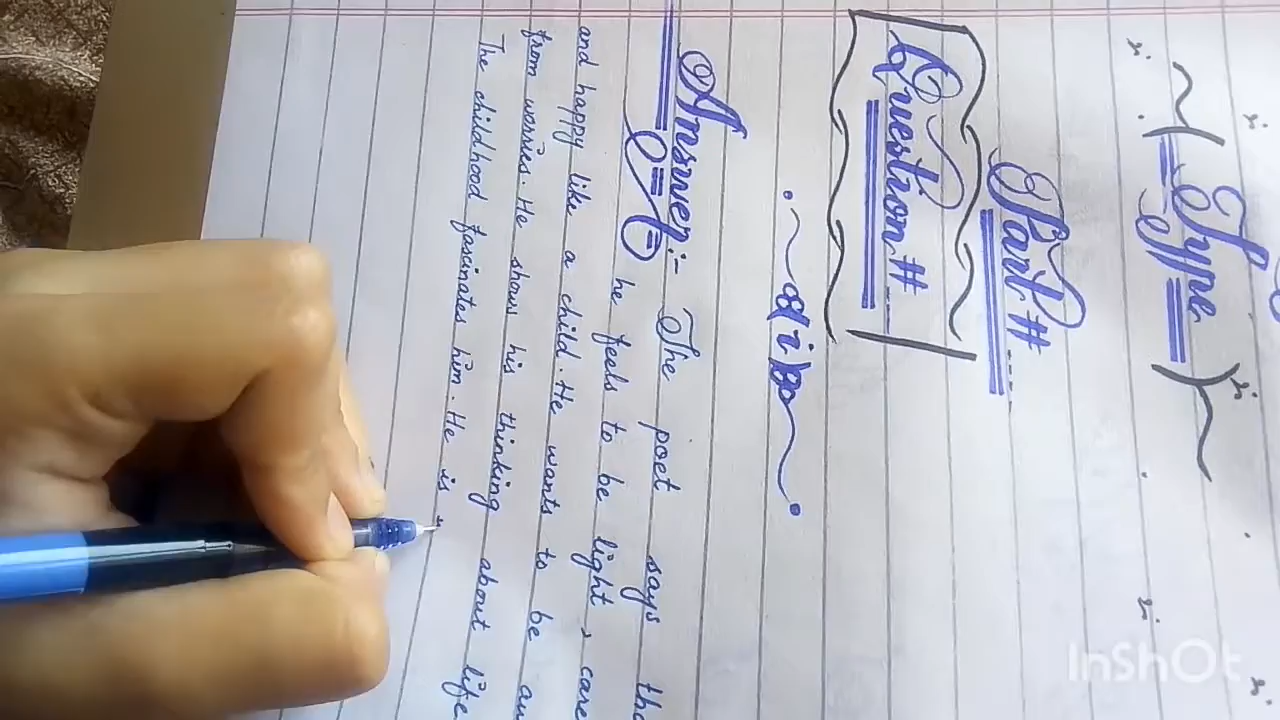 Type
Part #
Question #
(i)
Answer:- The poet says
he feels to be light, care
and happy like a child. He wants to be
from worries. He shows his thinking about life
The childhood fascinates him. He is
InShOt